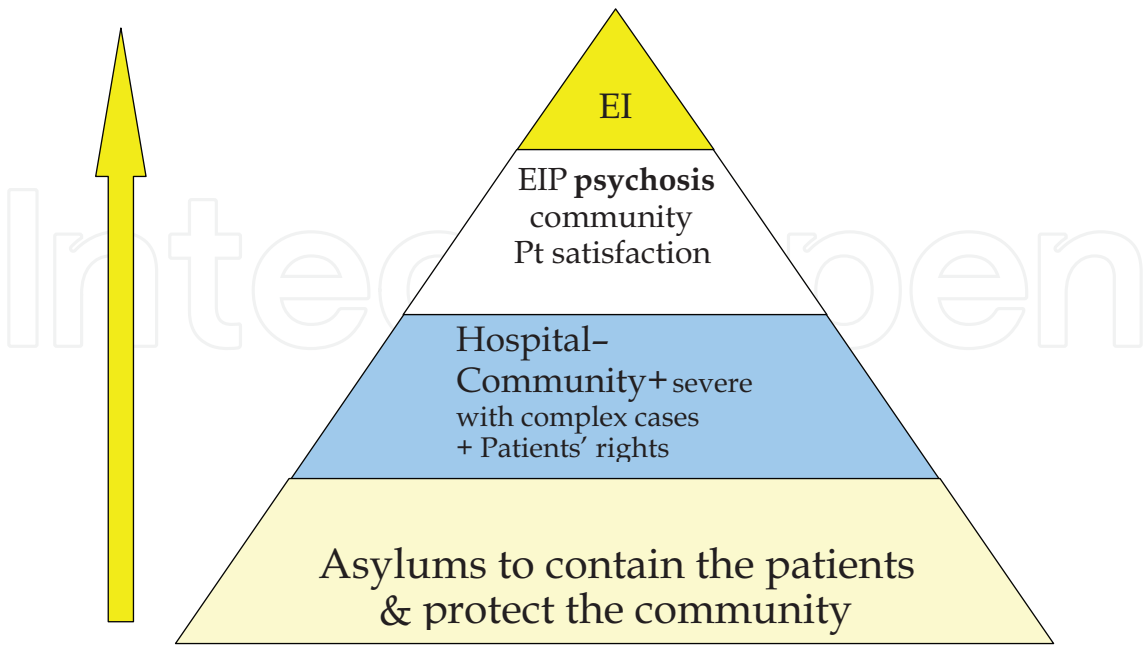 EI
EIP psychosis
community
Pt satisfaction
Hospital–
Community+ severe
with complex cases
+ Patients' rights
Asylums to contain the patients
& protect the community